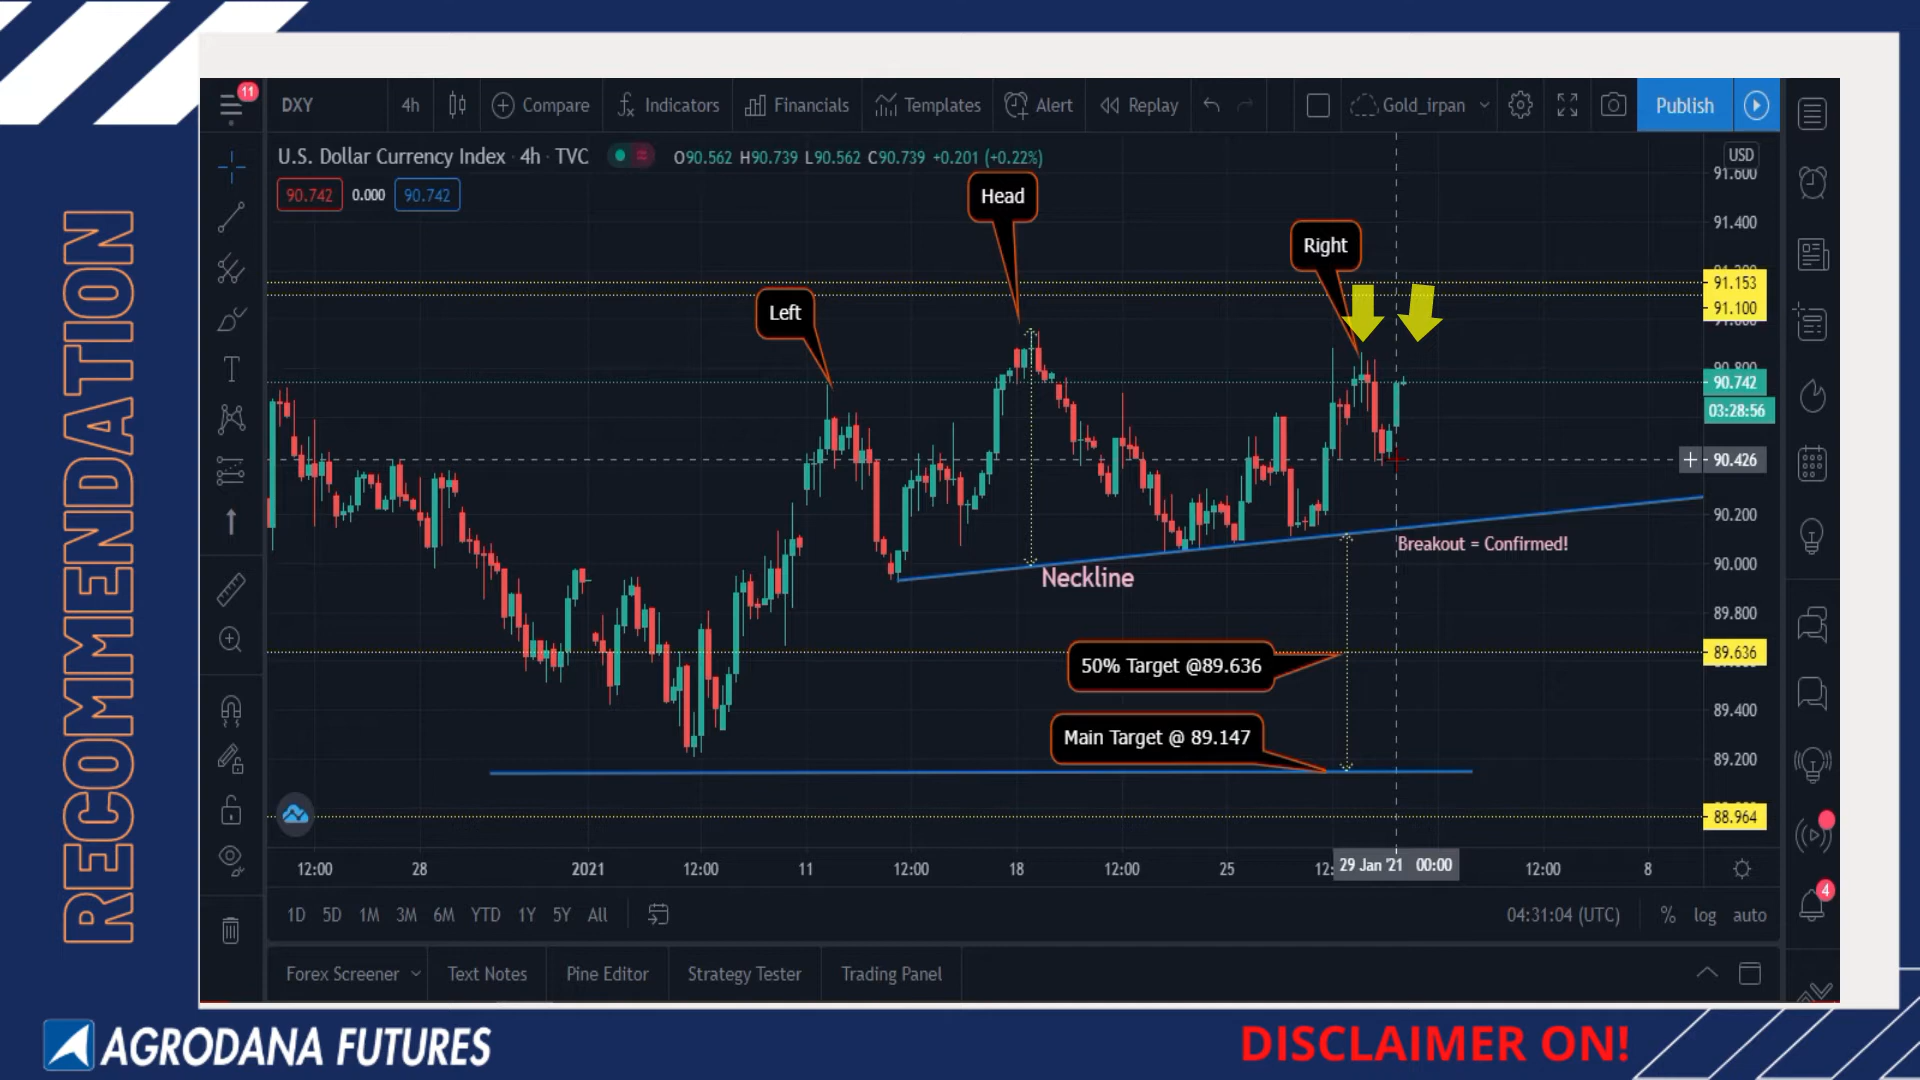 RECOMMENDATION
11
DXY
4h
Compare
Indicators
Financials
Templates
Alert
Replay
Gold_irpan
Publish
U.S. Dollar Currency Index · 4h · TVC
O90.562 H90.739 L90.562 C90.739 +0.201 (+0.22%)
90.742 0.000 90.742
USD
91.600
91.400
91.153
91.100
90.742
03:28:56
90.426
90.200
90.000
89.800
89.636
89.400
89.200
88.964
Head
Right
Left
Breakout = Confirmed!
Neckline
50% Target @89.636
Main Target @ 89.147
12:00 28 2021 12:00 11 12:00 18 12:00 25 29 Jan '21 00:00 12:00 8
1D 5D 1M 3M 6M YTD 1Y 5Y All
04:31:04 (UTC) % log auto
Forex Screener Text Notes Pine Editor Strategy Tester Trading Panel
4
AGRODANA FUTURES
DISCLAIMER ON!